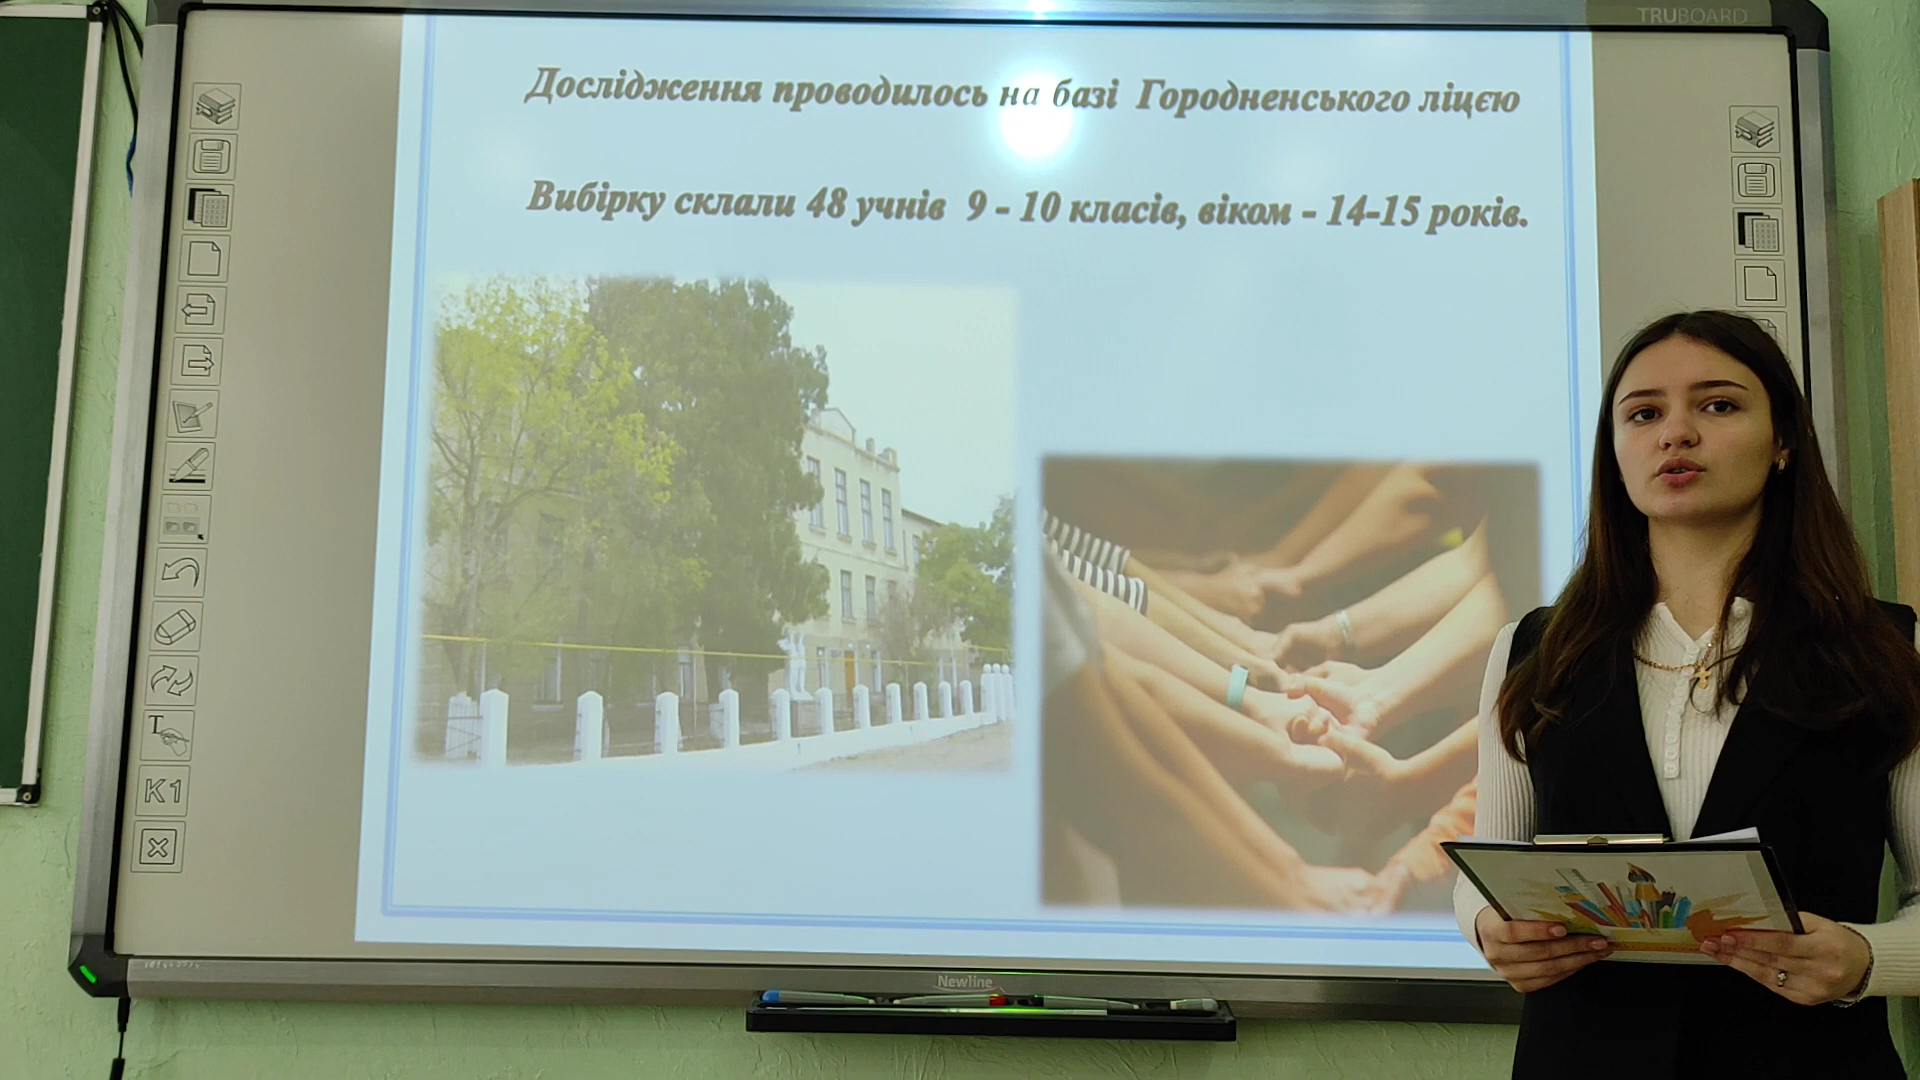 TRUBOARD
Дослідження проводилось на базі Городненського ліцею
Вибірку склали 48 учнів 9 - 10 класів, віком - 14-15 років.
T
K1
Newline